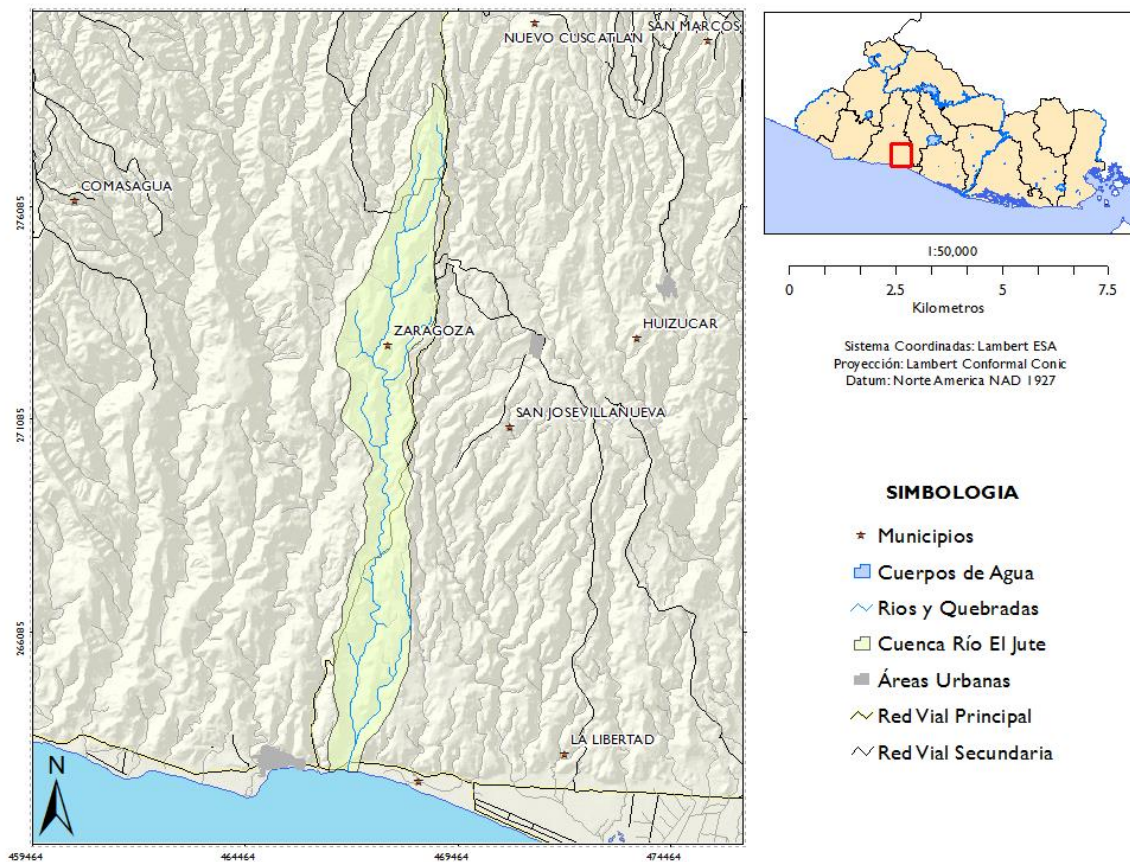 NUEVO CUSCATLAN
SAN MARCOS
COMASAGUA
ZARAGOZA
HUIZUCAR
SAN JOSEVILLANUEVA
LA LIBERTAD
N
276085
271085
266085
459464
464464
469464
474464
1:50,000
0 2.5 5 7.5
Kilometros
Sistema Coordinadas: Lambert ESA
Proyección: Lambert Conformal Conic
Datum: Norte America NAD 1927
SIMBOLOGIA
Municipios
Cuerpos de Agua
Rios y Quebradas
Cuenca Río El Jute
Áreas Urbanas
Red Vial Principal
Red Vial Secundaria